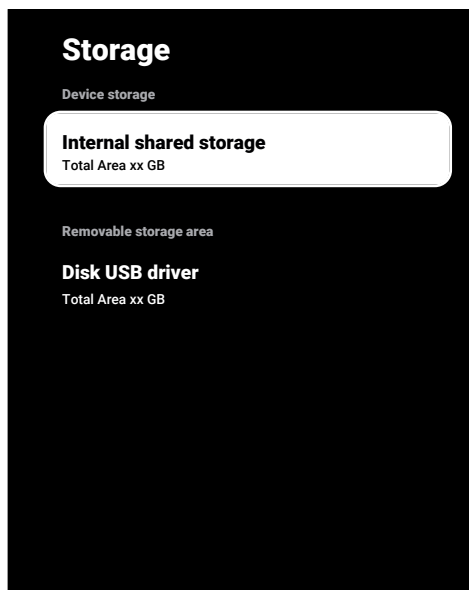 Storage
Device storage
Internal shared storage
Total Area xx GB
Removable storage area
Disk USB driver
Total Area xx GB